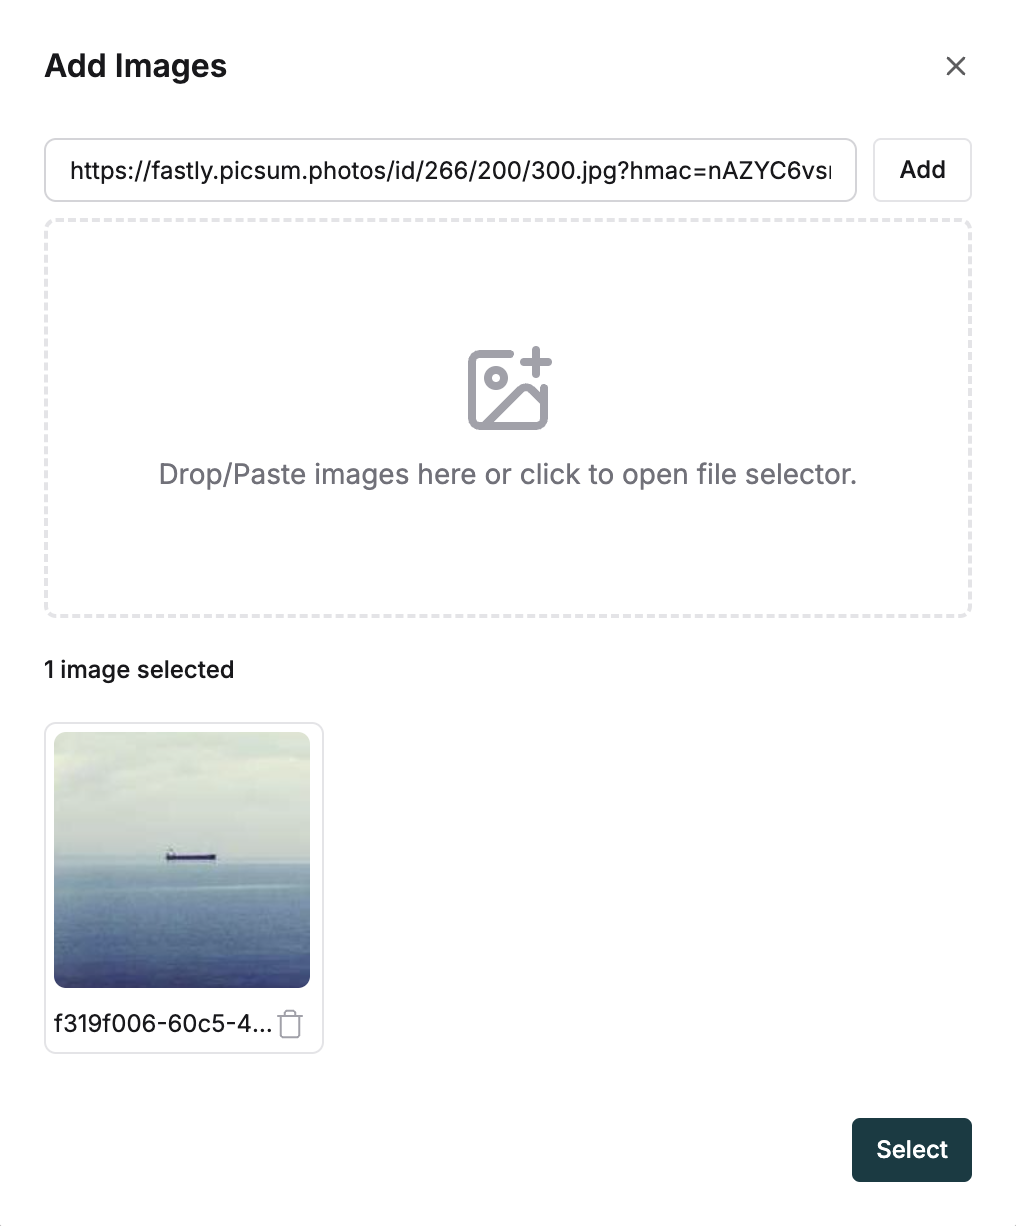 Add Images
https://fastly.picsum.photos/id/266/200/300.jpg?hmac=nAZYC6vs
Add
Drop/Paste images here or click to open file selector.
1 image selected
f319f006-60c5-4...
Select